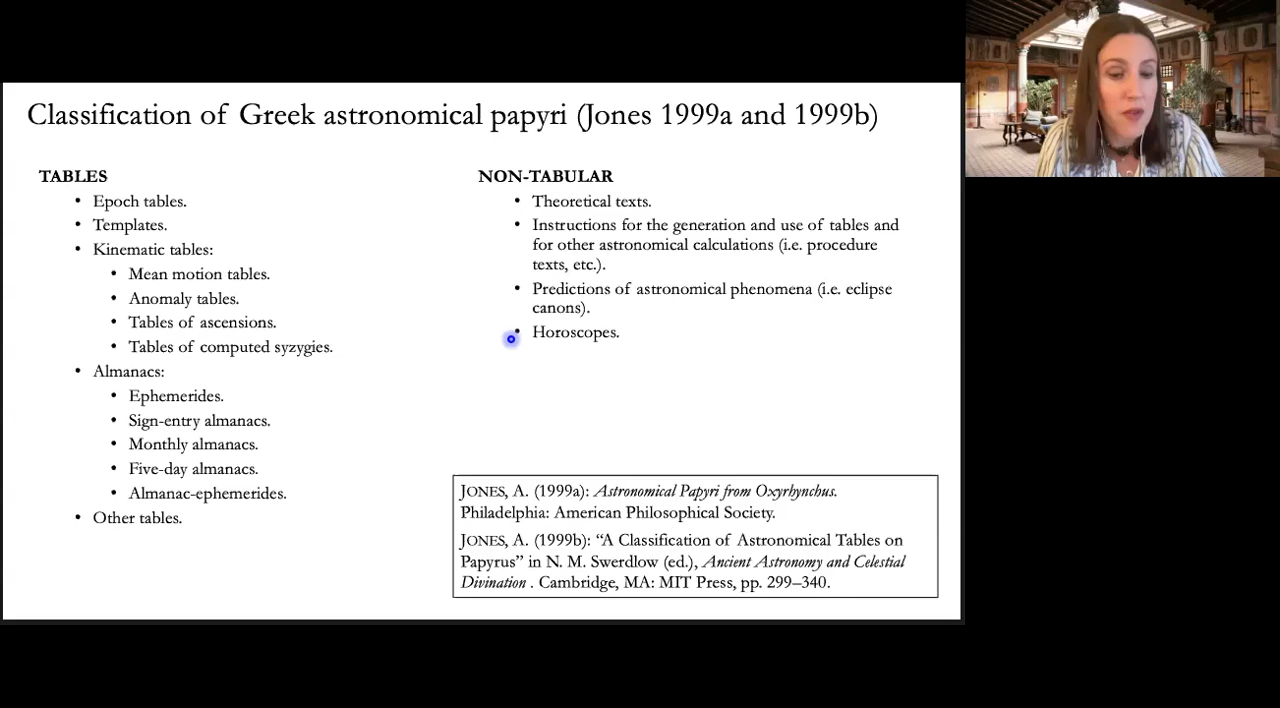 Classification of Greek astronomical papyri (Jones 1999a and 1999b)
TABLES
• Epoch tables.
• Templates.
• Kinematic tables:
• Mean motion tables.
• Anomaly tables.
• Tables of ascensions.
• Tables of computed syzygies.
• Almanacs:
• Ephemerides.
• Sign-entry almanacs.
• Monthly almanacs.
• Five-day almanacs.
• Almanac-ephemerides.
• Other tables.
NON-TABULAR
• Theoretical texts.
• Instructions for the generation and use of tables and
for other astronomical calculations (i.e. procedure
texts, etc.).
• Predictions of astronomical phenomena (i.e. eclipse
canons).
• Horoscopes.
JONES, A. (1999a): Astronomical Papyri from Oxyrhynchus.
Philadelphia: American Philosophical Society.
JONES, A. (1999b): “A Classification of Astronomical Tables on
Papyrus” in N. M. Swerdlow (ed.), Ancient Astronomy and Celestial
Divination . Cambridge, MA: MIT Press, pp. 299–340.